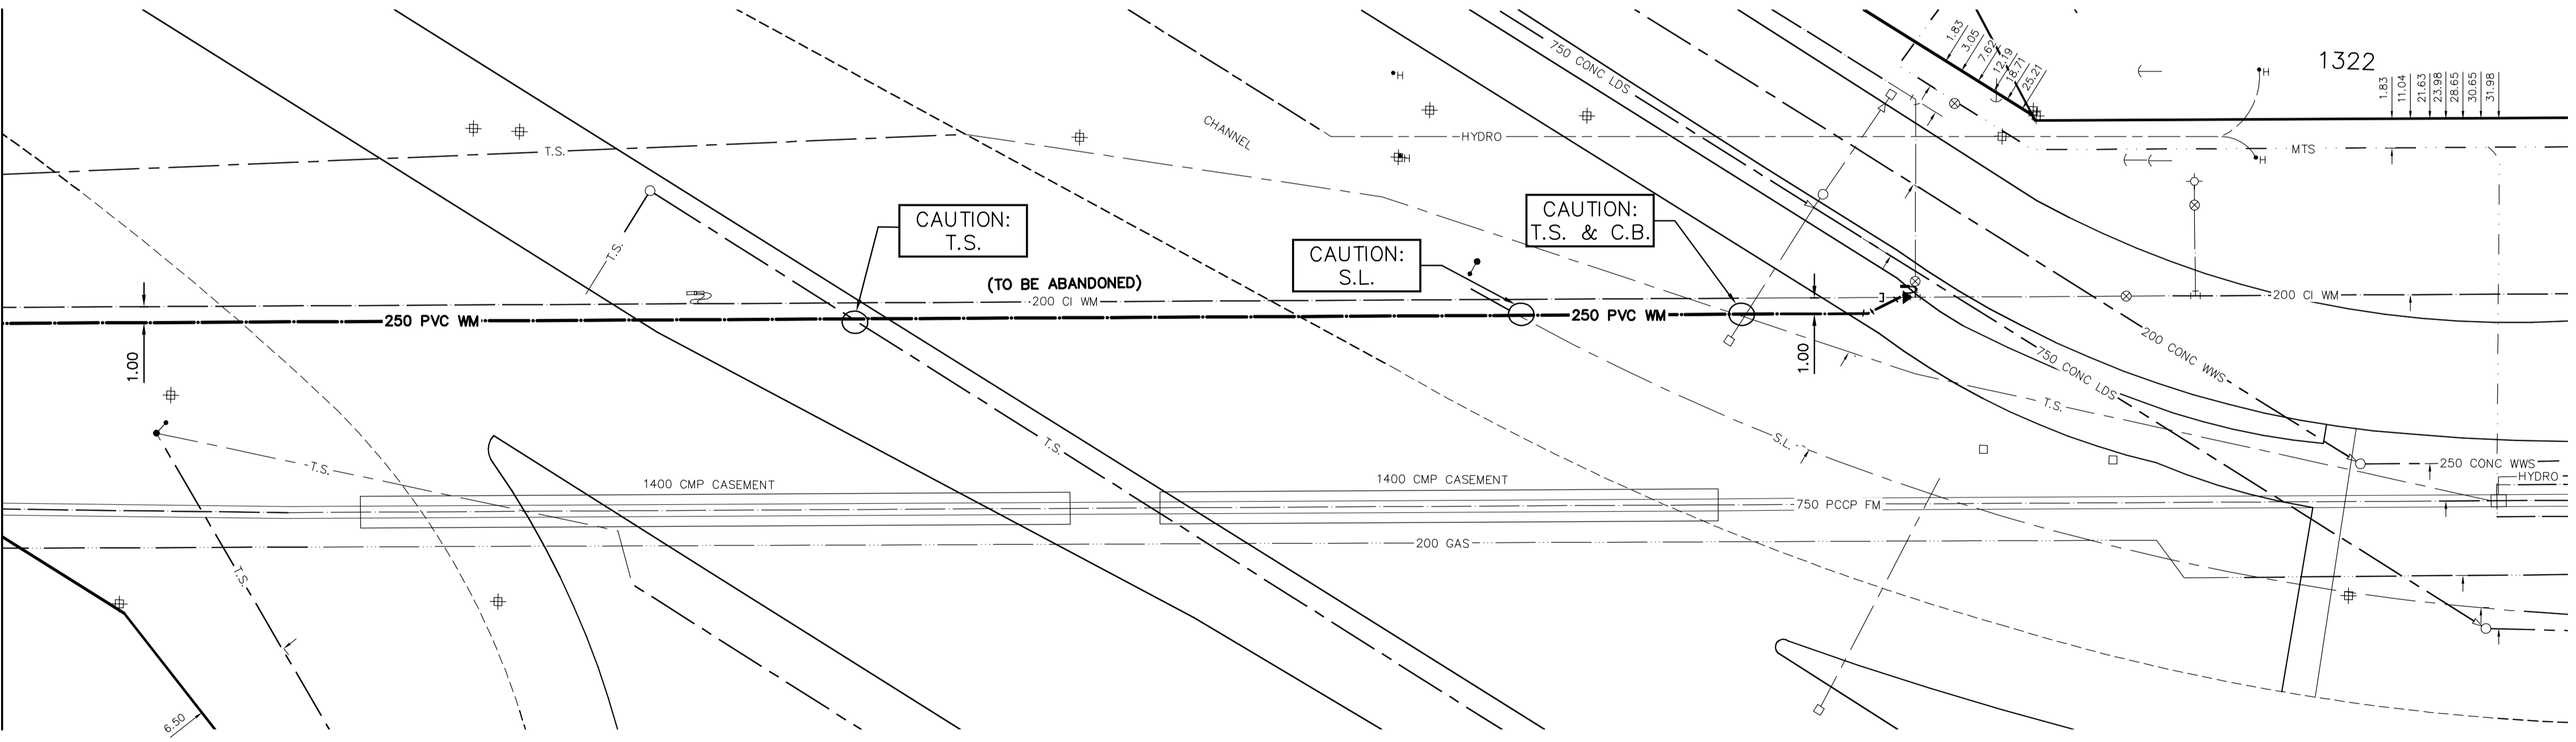 1.83
3.05
7.62
12.19
18.71
25.21
1322
1.83
11.04
21.63
23.98
28.65
30.65
31.98
750 CONC LDS
H
H
CHANNEL
HYDRO
H
H
MTS
T.S.
CAUTION:
T.S. & C.B.
CAUTION:
T.S.
T.S.
CAUTION:
S.L.
(TO BE ABANDONED)
200 CI WM
200 CI WM
250 PVC WM
250 PVC WM
1.00
1.00
200 CONC WWS
750 CONC LDS
T.S.
S.L.
T.S.
T.S.
250 CONC WWS
HYDRO
1400 CMP CASEMENT
1400 CMP CASEMENT
750 PCCP FM
200 GAS
T.S.
6.50